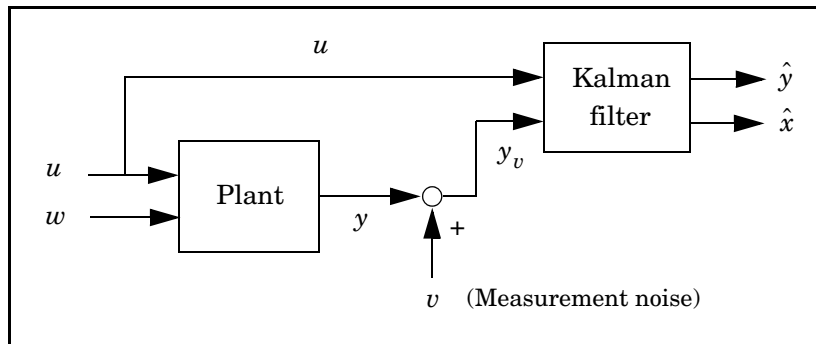 u
Kalman
filter
ŷ
x̂
y_v
u
w
Plant
y
+
v (Measurement noise)